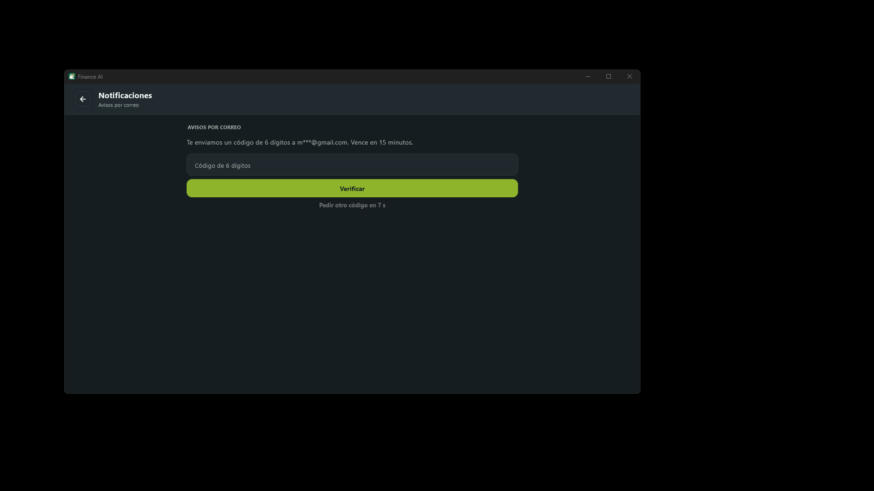 Finance AI
Notificaciones
Avisos por correo
AVISOS POR CORREO
Te enviamos un código de 6 dígitos a m***@gmail.com. Vence en 15 minutos.
Código de 6 dígitos
Verificar
Pedir otro código en 7 s